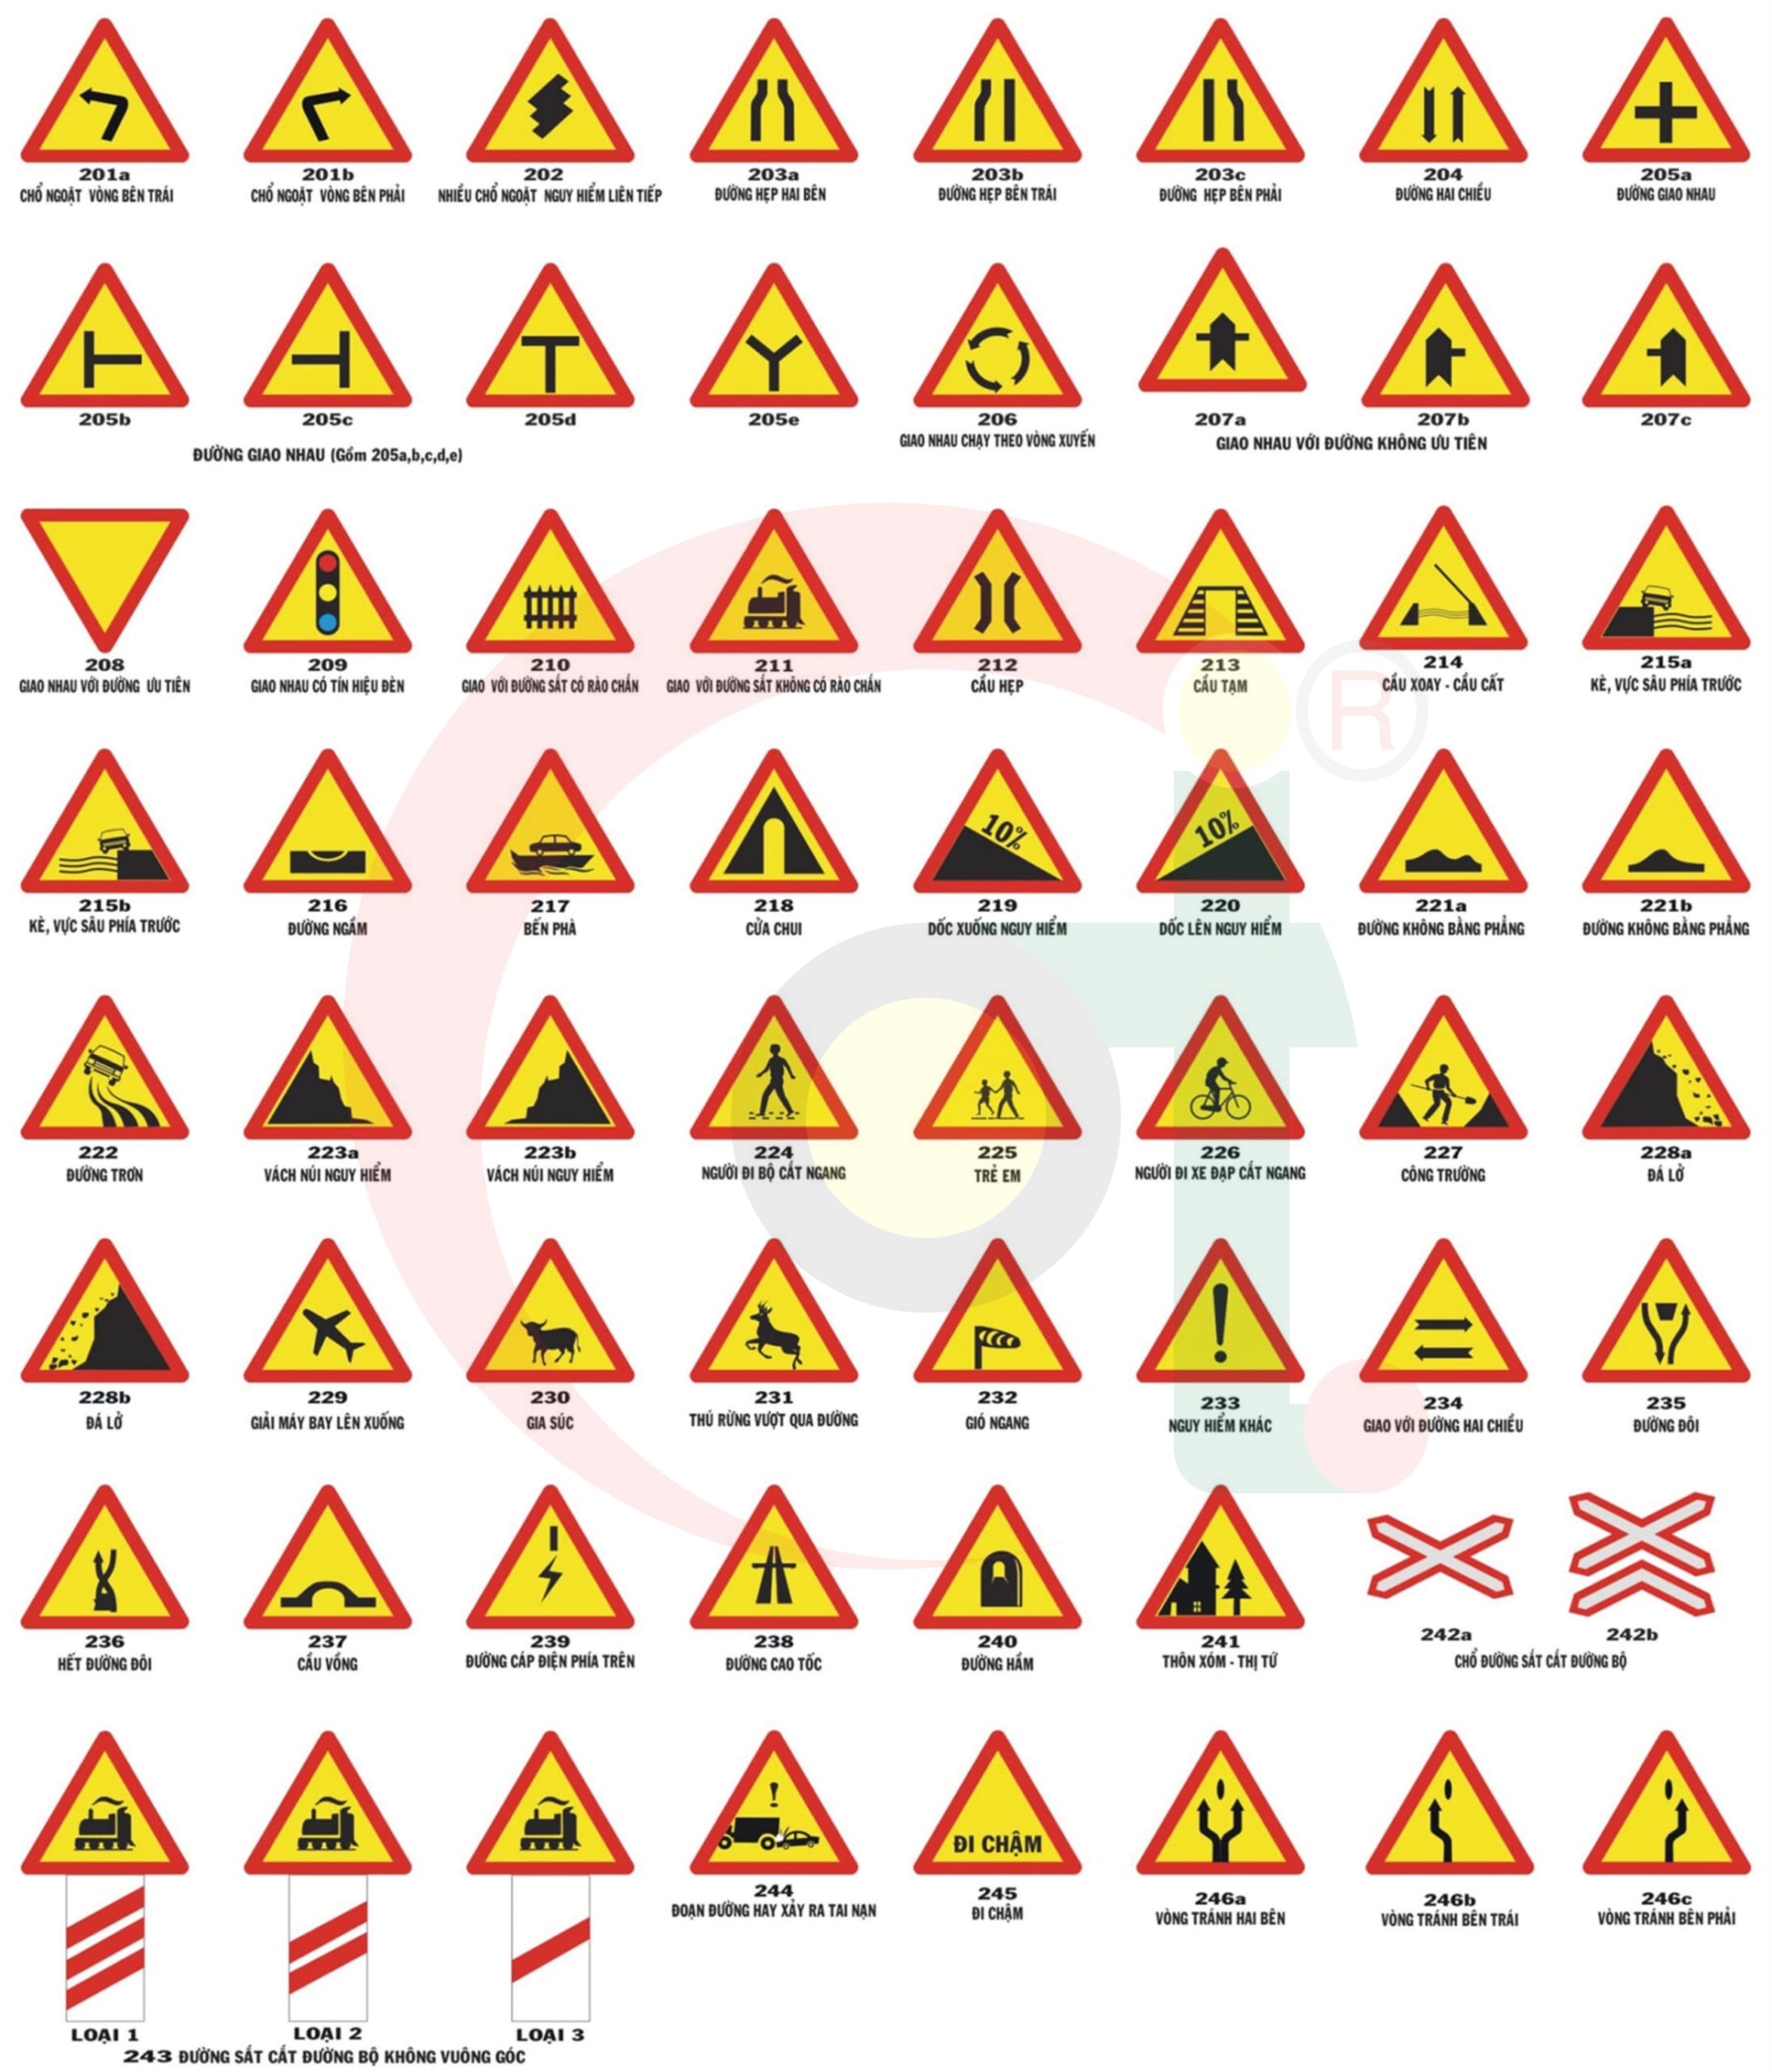 201a
CHỔ NGOẶT VÒNG BÊN TRÁI
201b
CHỔ NGOẶT VÒNG BÊN PHẢI
202
NHIỀU CHỔ NGOẶT NGUY HIỂM LIÊN TIẾP
203a
ĐƯỜNG HẸP HAI BÊN
203b
ĐƯỜNG HẸP BÊN TRÁI
203c
ĐƯỜNG HẸP BÊN PHẢI
204
ĐƯỜNG HAI CHIỀU
205a
ĐƯỜNG GIAO NHAU
205b
205c
205d
205e
ĐƯỜNG GIAO NHAU (Gồm 205a,b,c,d,e)
206
GIAO NHAU CHẠY THEO VÒNG XUYẾN
207a
207b
207c
GIAO NHAU VỚI ĐƯỜNG KHÔNG ƯU TIÊN
208
GIAO NHAU VỚI ĐƯỜNG ƯU TIÊN
209
GIAO NHAU CÓ TÍN HIỆU ĐÈN
210
GIAO VỚI ĐƯỜNG SẮT CÓ RÀO CHẮN
211
GIAO VỚI ĐƯỜNG SẮT KHÔNG CÓ RÀO CHẮN
212
CẦU HẸP
213
CẦU TẠM
214
CẦU XOAY - CẦU CẤT
215a
KÈ, VỰC SÂU PHÍA TRƯỚC
R
215b
KÈ, VỰC SÂU PHÍA TRƯỚC
216
ĐƯỜNG NGẦM
217
BẾN PHÀ
218
CỬA CHUI
10%
219
DỐC XUỐNG NGUY HIỂM
10%
220
DỐC LÊN NGUY HIỂM
221a
ĐƯỜNG KHÔNG BẰNG PHẲNG
221b
ĐƯỜNG KHÔNG BẰNG PHẲNG
222
ĐƯỜNG TRƠN
223a
VÁCH NÚI NGUY HIỂM
223b
VÁCH NÚI NGUY HIỂM
224
NGƯỜI ĐI BỘ CẮT NGANG
225
TRẺ EM
226
NGƯỜI ĐI XE ĐẠP CẮT NGANG
227
CÔNG TRƯỜNG
228a
ĐÁ LỞ
228b
ĐÁ LỞ
229
GIẢI MÁY BAY LÊN XUỐNG
230
GIA SÚC
231
THÚ RỪNG VƯỢT QUA ĐƯỜNG
232
GIÓ NGANG
233
NGUY HIỂM KHÁC
234
GIAO VỚI ĐƯỜNG HAI CHIỀU
235
ĐƯỜNG ĐÔI
236
HẾT ĐƯỜNG ĐÔI
237
CẦU VỒNG
239
ĐƯỜNG CÁP ĐIỆN PHÍA TRÊN
238
ĐƯỜNG CAO TỐC
240
ĐƯỜNG HẦM
241
THÔN XÓM - THỊ TỨ
242a
242b
CHỔ ĐƯỜNG SẮT CẮT ĐƯỜNG BỘ
LOẠI 1
LOẠI 2
LOẠI 3
243 ĐƯỜNG SẮT CẮT ĐƯỜNG BỘ KHÔNG VUÔNG GÓC
244
ĐOẠN ĐƯỜNG HAY XẢY RA TAI NẠN
ĐI CHẬM
245
ĐI CHẬM
246a
VÒNG TRÁNH HAI BÊN
246b
VÒNG TRÁNH BÊN TRÁI
246c
VÒNG TRÁNH BÊN PHẢI